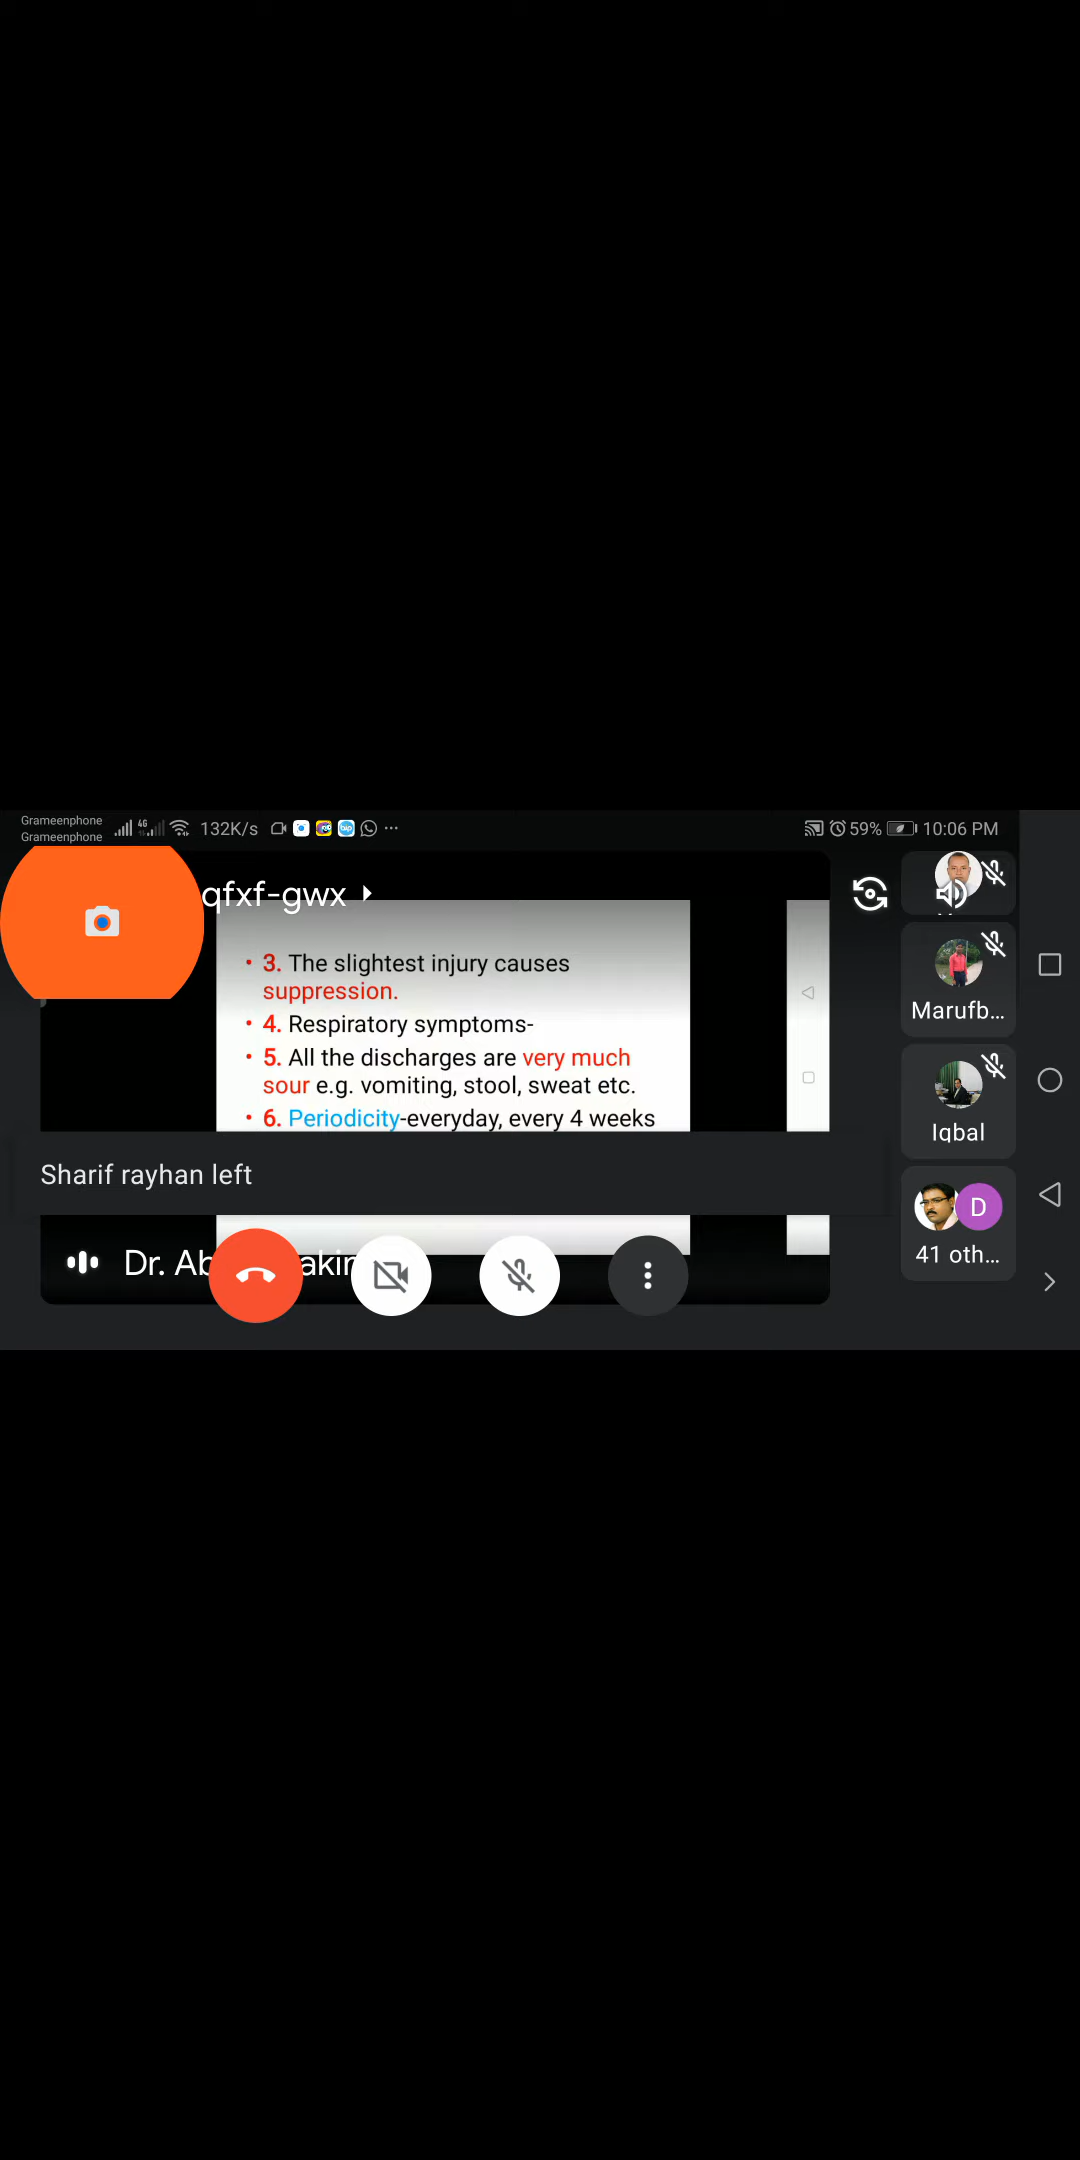 Grameenphone
Grameenphone
4G
132K/s
59%
10:06 PM
qfxf-gwx
• 3. The slightest injury causes
suppression.
• 4. Respiratory symptoms-
• 5. All the discharges are very much
sour e.g. vomiting, stool, sweat etc.
• 6. Periodicity-everyday, every 4 weeks
Sharif rayhan left
Dr.
Marufb...
Iqbal
D
41 oth...